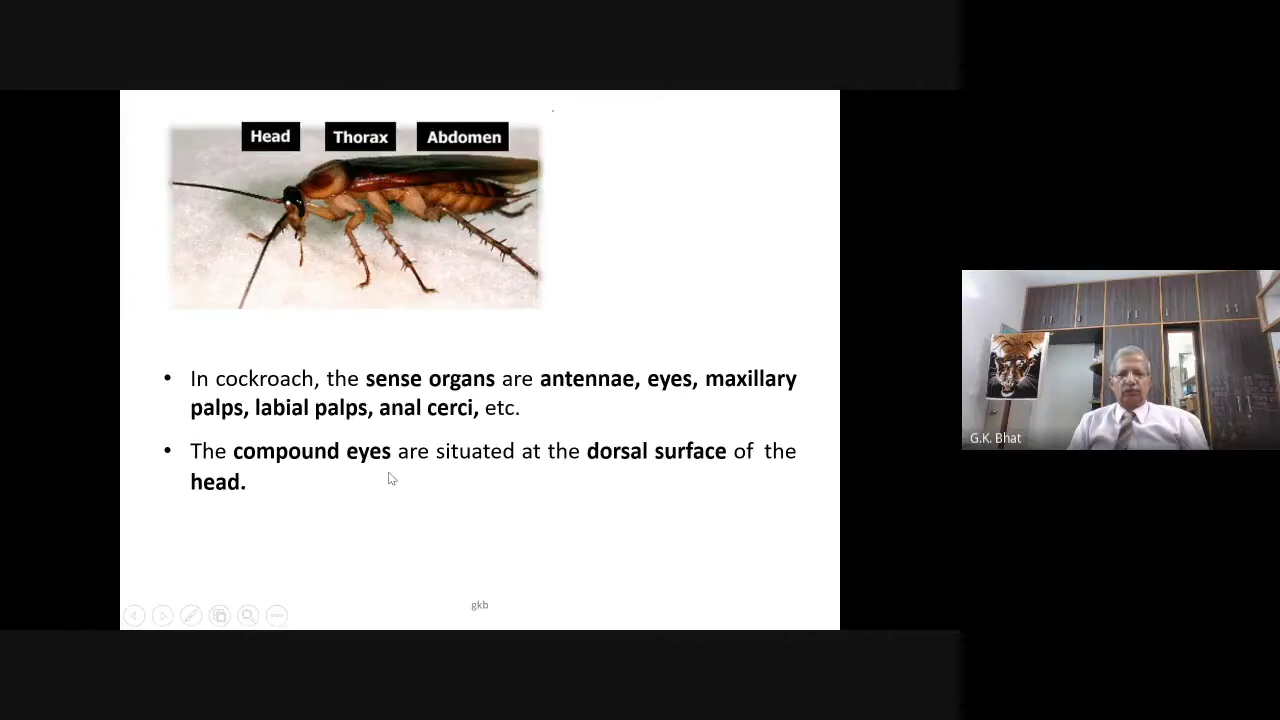 Head Thorax Abdomen
• In cockroach, the sense organs are antennae, eyes, maxillary
palps, labial palps, anal cerci, etc.
• The compound eyes are situated at the dorsal surface of the
head.
gkb
G.K. Bhat